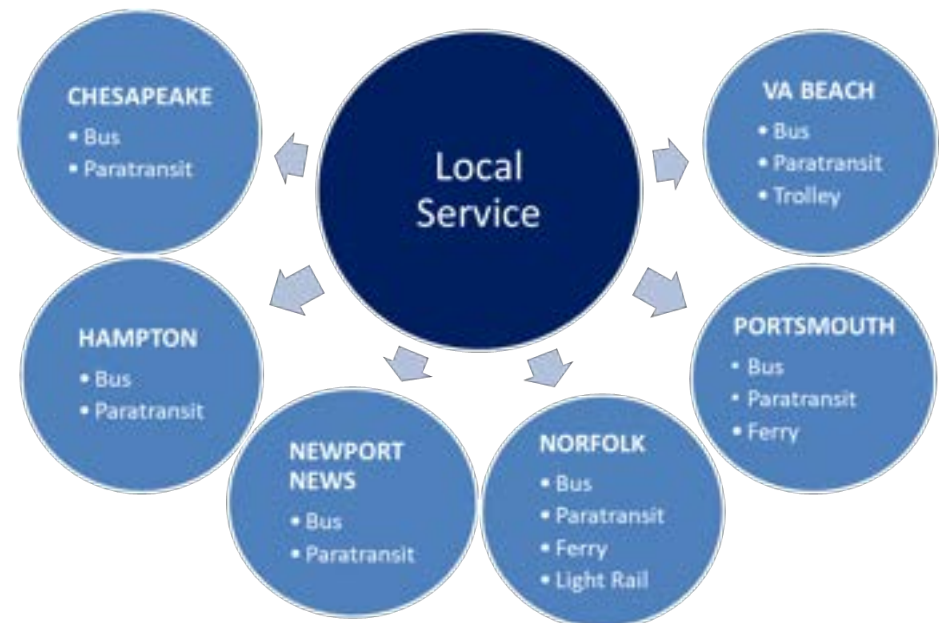 Local
Service
CHESAPEAKE
• Bus
• Paratransit
HAMPTON
• Bus
• Paratransit
NEWPORT
NEWS
• Bus
• Paratransit
NORFOLK
• Bus
• Paratransit
• Ferry
• Light Rail
PORTSMOUTH
• Bus
• Paratransit
• Ferry
VA BEACH
• Bus
• Paratransit
• Trolley